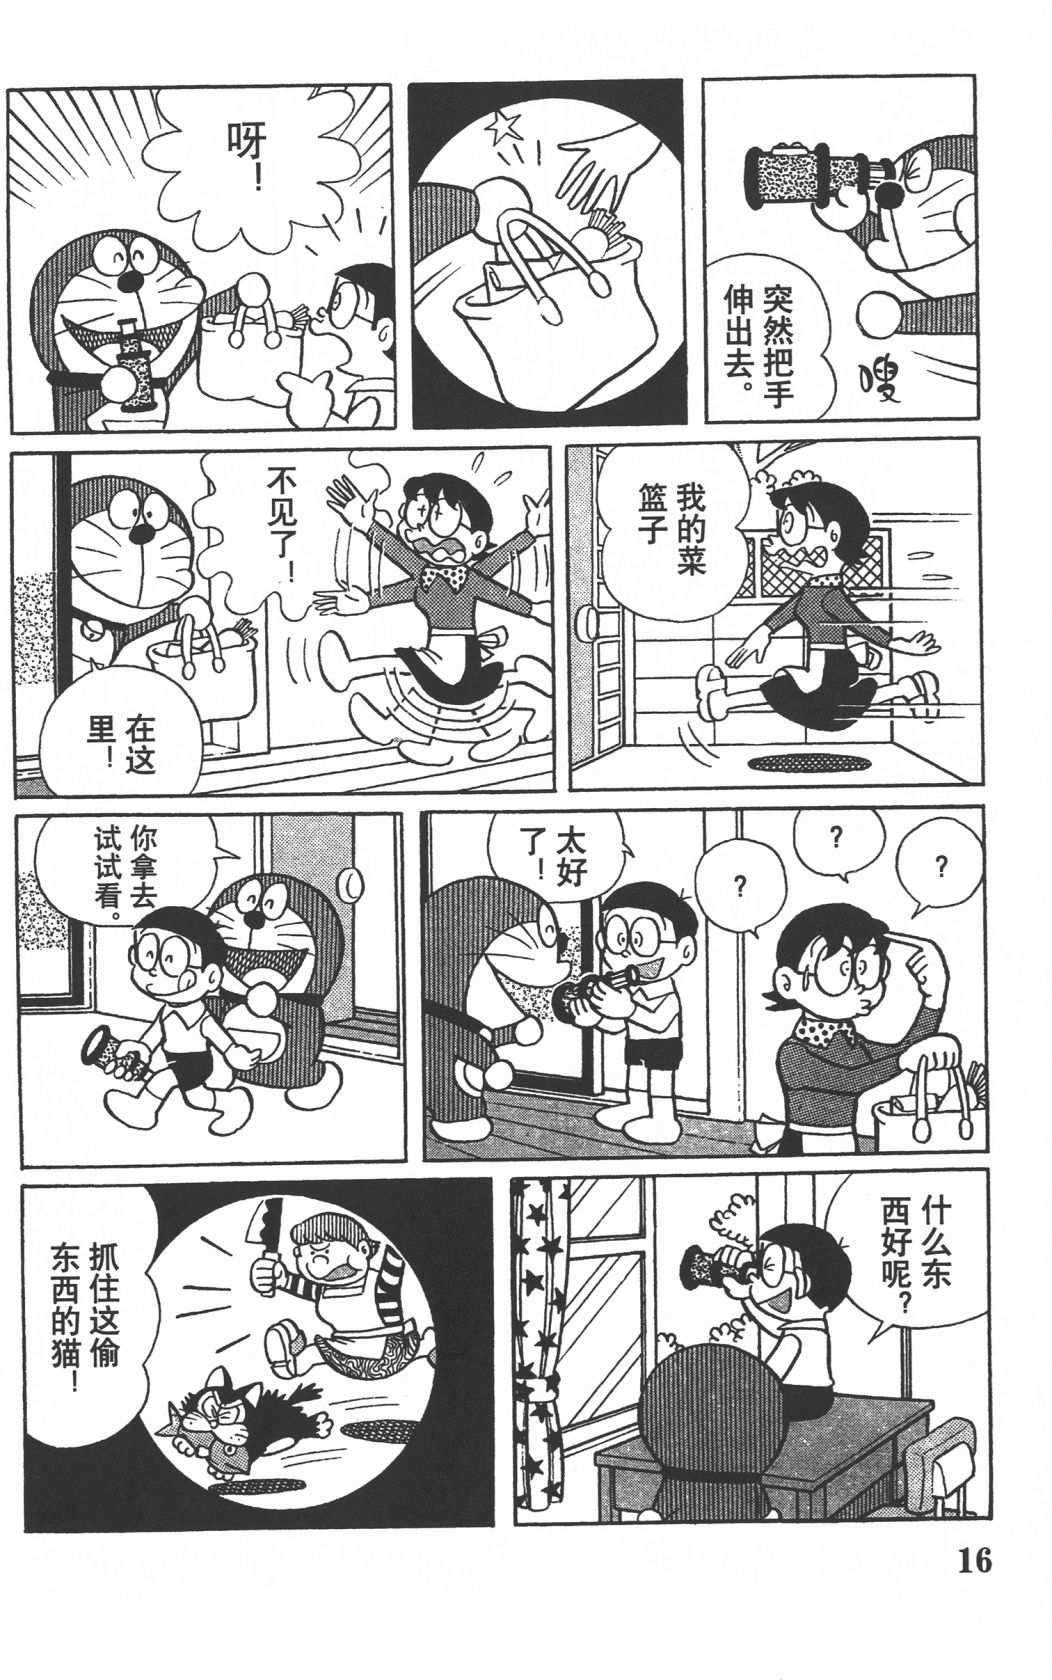 突然把手
伸出去。
嗖
呀！
我的菜
篮子
不见了！
在这
里！
？
？
？
太好
了！
你拿去
试试看。
什么东
西好呢？
抓住这偷
东西的猫！
16